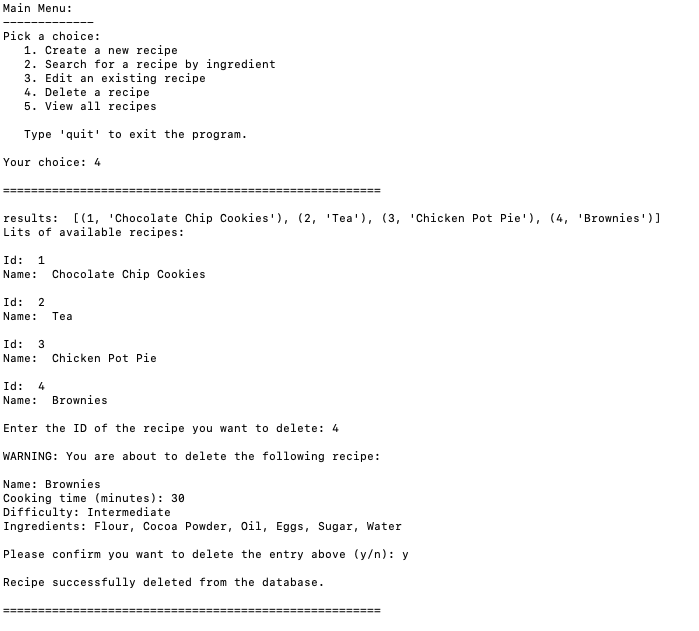 Main Menu:
-------------
Pick a choice:
   1. Create a new recipe
   2. Search for a recipe by ingredient
   3. Edit an existing recipe
   4. Delete a recipe
   5. View all recipes

   Type 'quit' to exit the program.

Your choice: 4

======================================================

results:  [(1, 'Chocolate Chip Cookies'), (2, 'Tea'), (3, 'Chicken Pot Pie'), (4, 'Brownies')]
Lits of available recipes:

Id:  1
Name:  Chocolate Chip Cookies

Id:  2
Name:  Tea

Id:  3
Name:  Chicken Pot Pie

Id:  4
Name:  Brownies

Enter the ID of the recipe you want to delete: 4

WARNING: You are about to delete the following recipe:

Name: Brownies
Cooking time (minutes): 30
Difficulty: Intermediate
Ingredients: Flour, Cocoa Powder, Oil, Eggs, Sugar, Water

Please confirm you want to delete the entry above (y/n): y

Recipe successfully deleted from the database.

======================================================